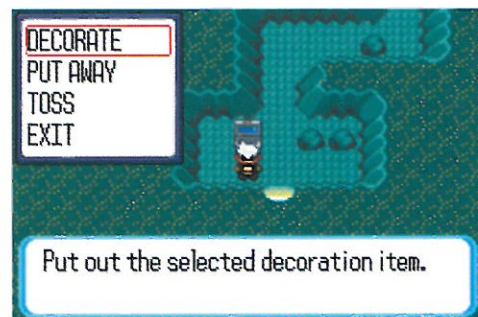 DECORATE
PUT AWAY
TOSS
EXIT
Put out the selected decoration item.